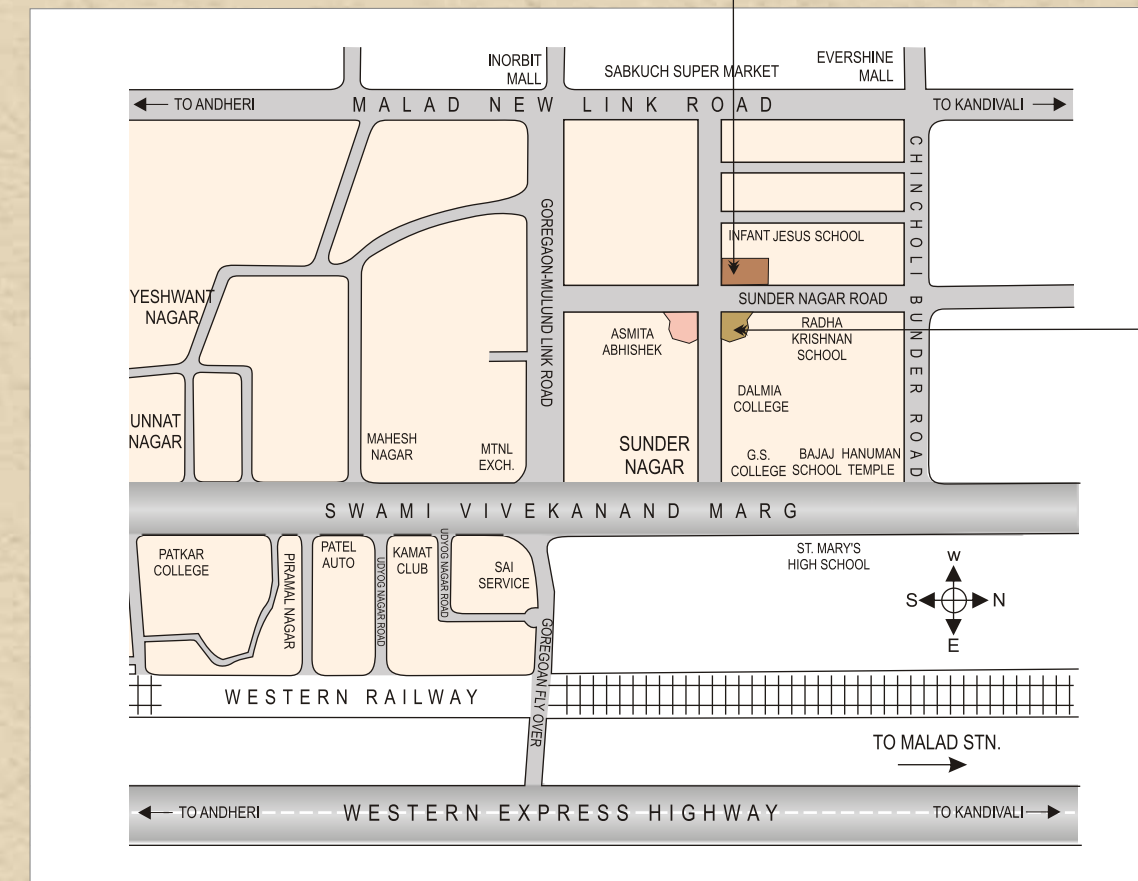 INORBIT
MALL
SABKUCH SUPER MARKET
EVERSHINE
MALL
TO ANDHERI
MALAD NEW LINK ROAD
TO KANDIVALI
CHINCHOLI BUNDER ROAD
GOREGAON-MULUND LINK ROAD
INFANT JESUS SCHOOL
YESHWANT
NAGAR
SUNDER NAGAR ROAD
ASMITA
ABHISHEK
RADHA
KRISHNAN
SCHOOL
DALMIA
COLLEGE
UNNAT
NAGAR
MAHESH
NAGAR
MTNL
EXCH.
SUNDER
NAGAR
G.S.
COLLEGE
BAJAJ
SCHOOL
HANUMAN
TEMPLE
SWAMI VIVEKANAND MARG
PATKAR
COLLEGE
PIRAMAL NAGAR
PATEL
AUTO
UDYOG NAGAR ROAD
KAMAT
CLUB
UDYOG NAGAR ROAD
SAI
SERVICE
ST. MARY'S
HIGH SCHOOL
W
S
N
E
GOREGOAN FLY OVER
WESTERN RAILWAY
TO MALAD STN.
TO ANDHERI
WESTERN EXPRESS HIGHWAY
TO KANDIVALI